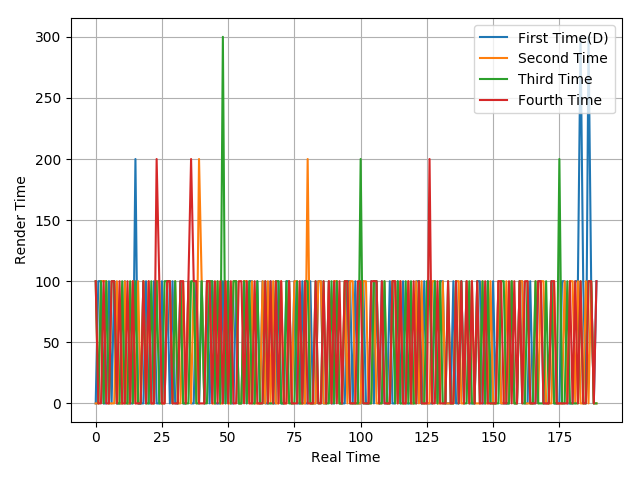 First Time(D)
Second Time
Third Time
Fourth Time
300
250
200
150
100
50
0
Render Time
0 25 50 75 100 125 150 175
Real Time